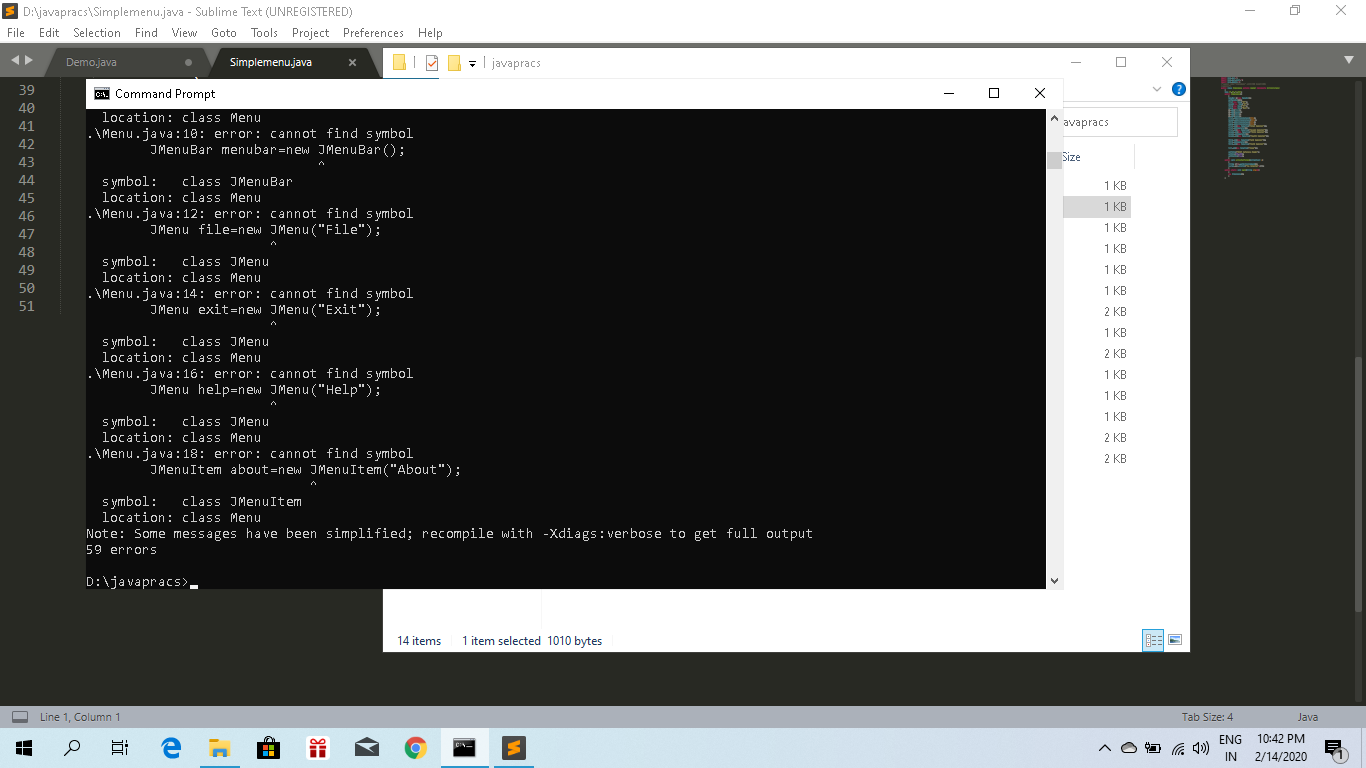 D:\javapracs\Simplemenu.java - Sublime Text (UNREGISTERED)
File Edit Selection Find View Goto Tools Project Preferences Help
Demo.java
Simplemenu.java
javapracs
Command Prompt
avapracs
Size
39
40
41
42
43
44
45
46
47
48
49
50
51
location: class Menu
.\Menu.java:10: error: cannot find symbol
JMenuBar menubar=new JMenuBar();
^
symbol:   class JMenuBar
location: class Menu
.\Menu.java:12: error: cannot find symbol
JMenu file=new JMenu("File");
^
symbol:   class JMenu
location: class Menu
.\Menu.java:14: error: cannot find symbol
JMenu exit=new JMenu("Exit");
^
symbol:   class JMenu
location: class Menu
.\Menu.java:16: error: cannot find symbol
JMenu help=new JMenu("Help");
^
symbol:   class JMenu
location: class Menu
.\Menu.java:18: error: cannot find symbol
JMenuItem about=new JMenuItem("About");
^
symbol:   class JMenuItem
location: class Menu
Note: Some messages have been simplified; recompile with -Xdiags:verbose to get full output
59 errors
D:\javapracs>
1 KB
1 KB
1 KB
1 KB
1 KB
1 KB
2 KB
1 KB
2 KB
1 KB
1 KB
1 KB
2 KB
2 KB
14 items 1 item selected 1010 bytes
Line 1, Column 1
Tab Size: 4
Java
ENG
IN
10:42 PM
2/14/2020
1